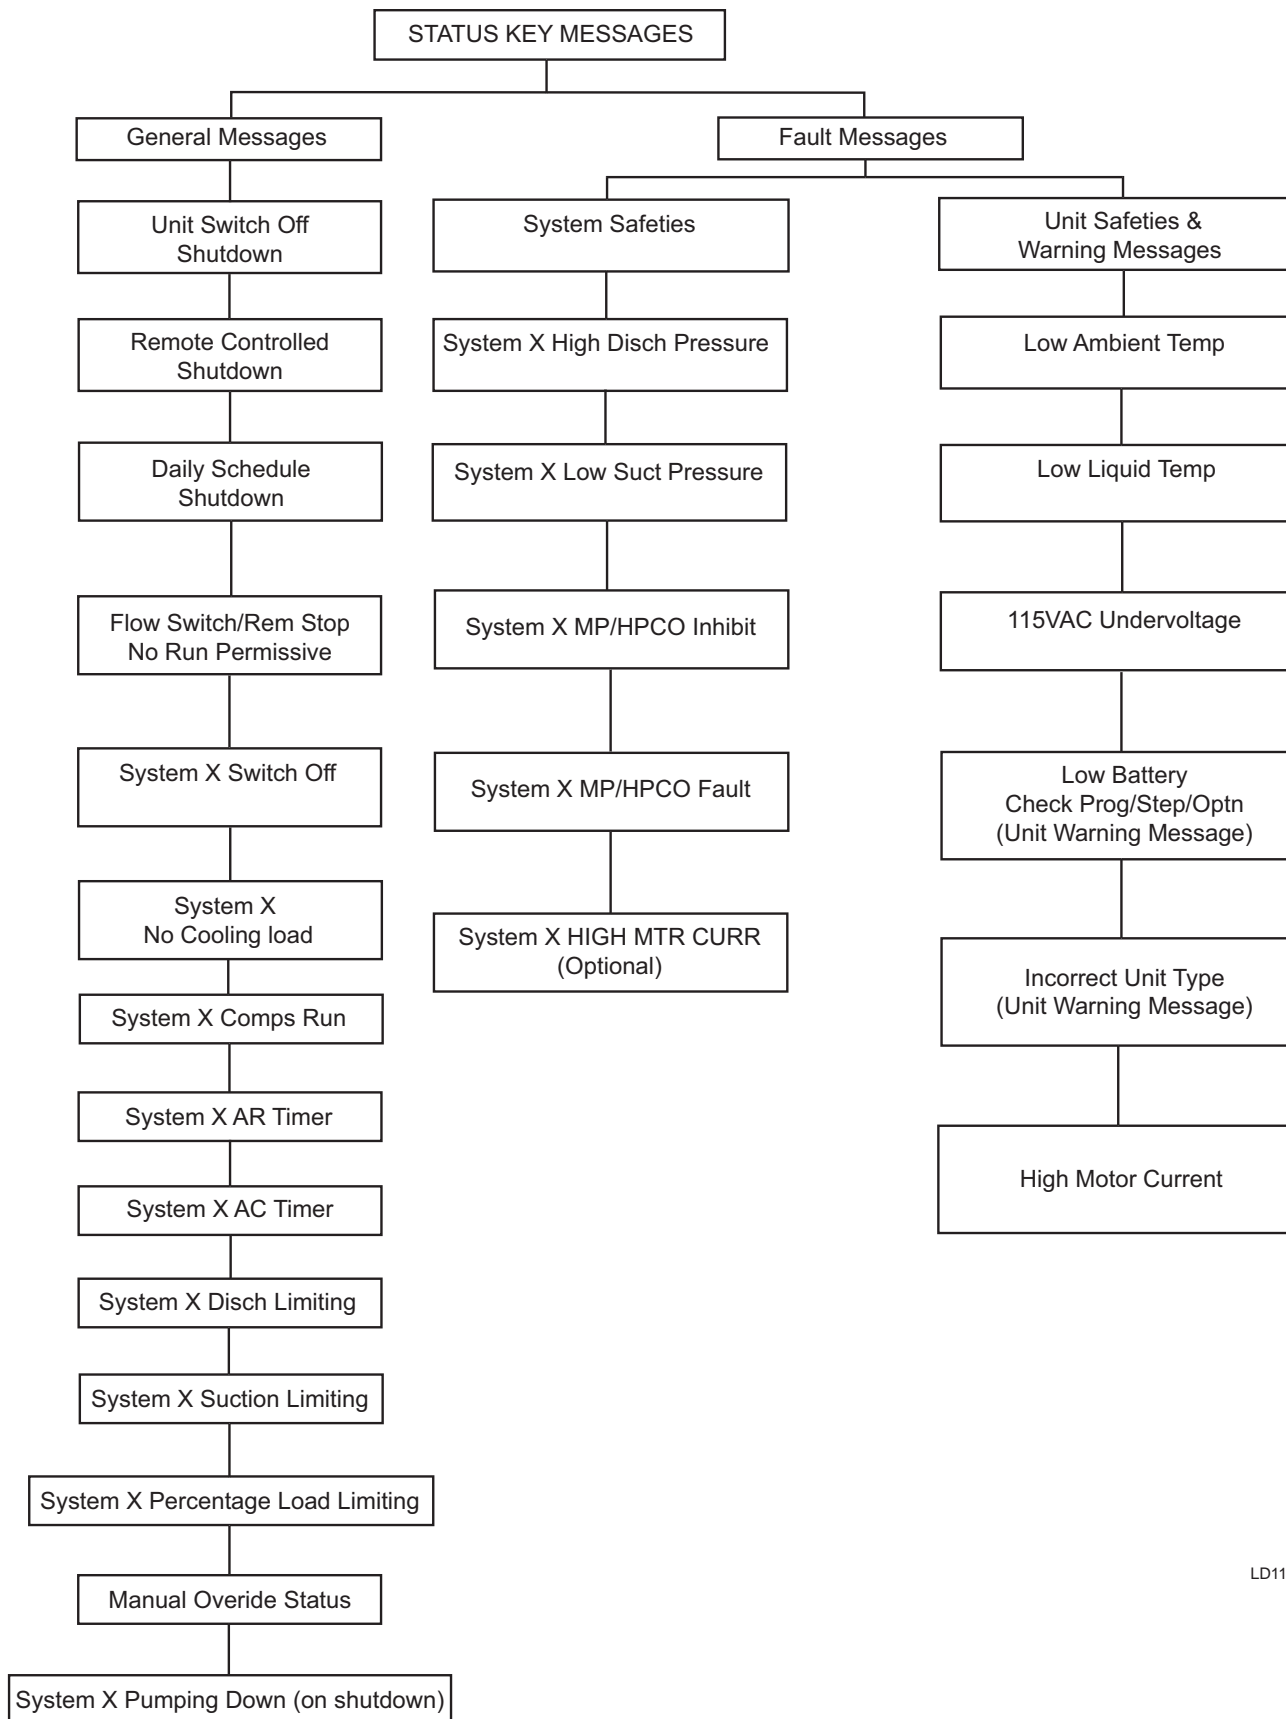 STATUS KEY MESSAGES
General Messages
Unit Switch Off
Shutdown
Remote Controlled
Shutdown
Daily Schedule
Shutdown
Flow Switch/Rem Stop
No Run Permissive
System X Switch Off
System X
No Cooling load
System X Comps Run
System X AR Timer
System X AC Timer
System X Disch Limiting
System X Suction Limiting
System X Percentage Load Limiting
Manual Overide Status
System X Pumping Down (on shutdown)
Fault Messages
System Safeties
System X High Disch Pressure
System X Low Suct Pressure
System X MP/HPCO Inhibit
System X MP/HPCO Fault
System X HIGH MTR CURR
(Optional)
Unit Safeties &
Warning Messages
Low Ambient Temp
Low Liquid Temp
115VAC Undervoltage
Low Battery
Check Prog/Step/Optn
(Unit Warning Message)
Incorrect Unit Type
(Unit Warning Message)
High Motor Current
LD11